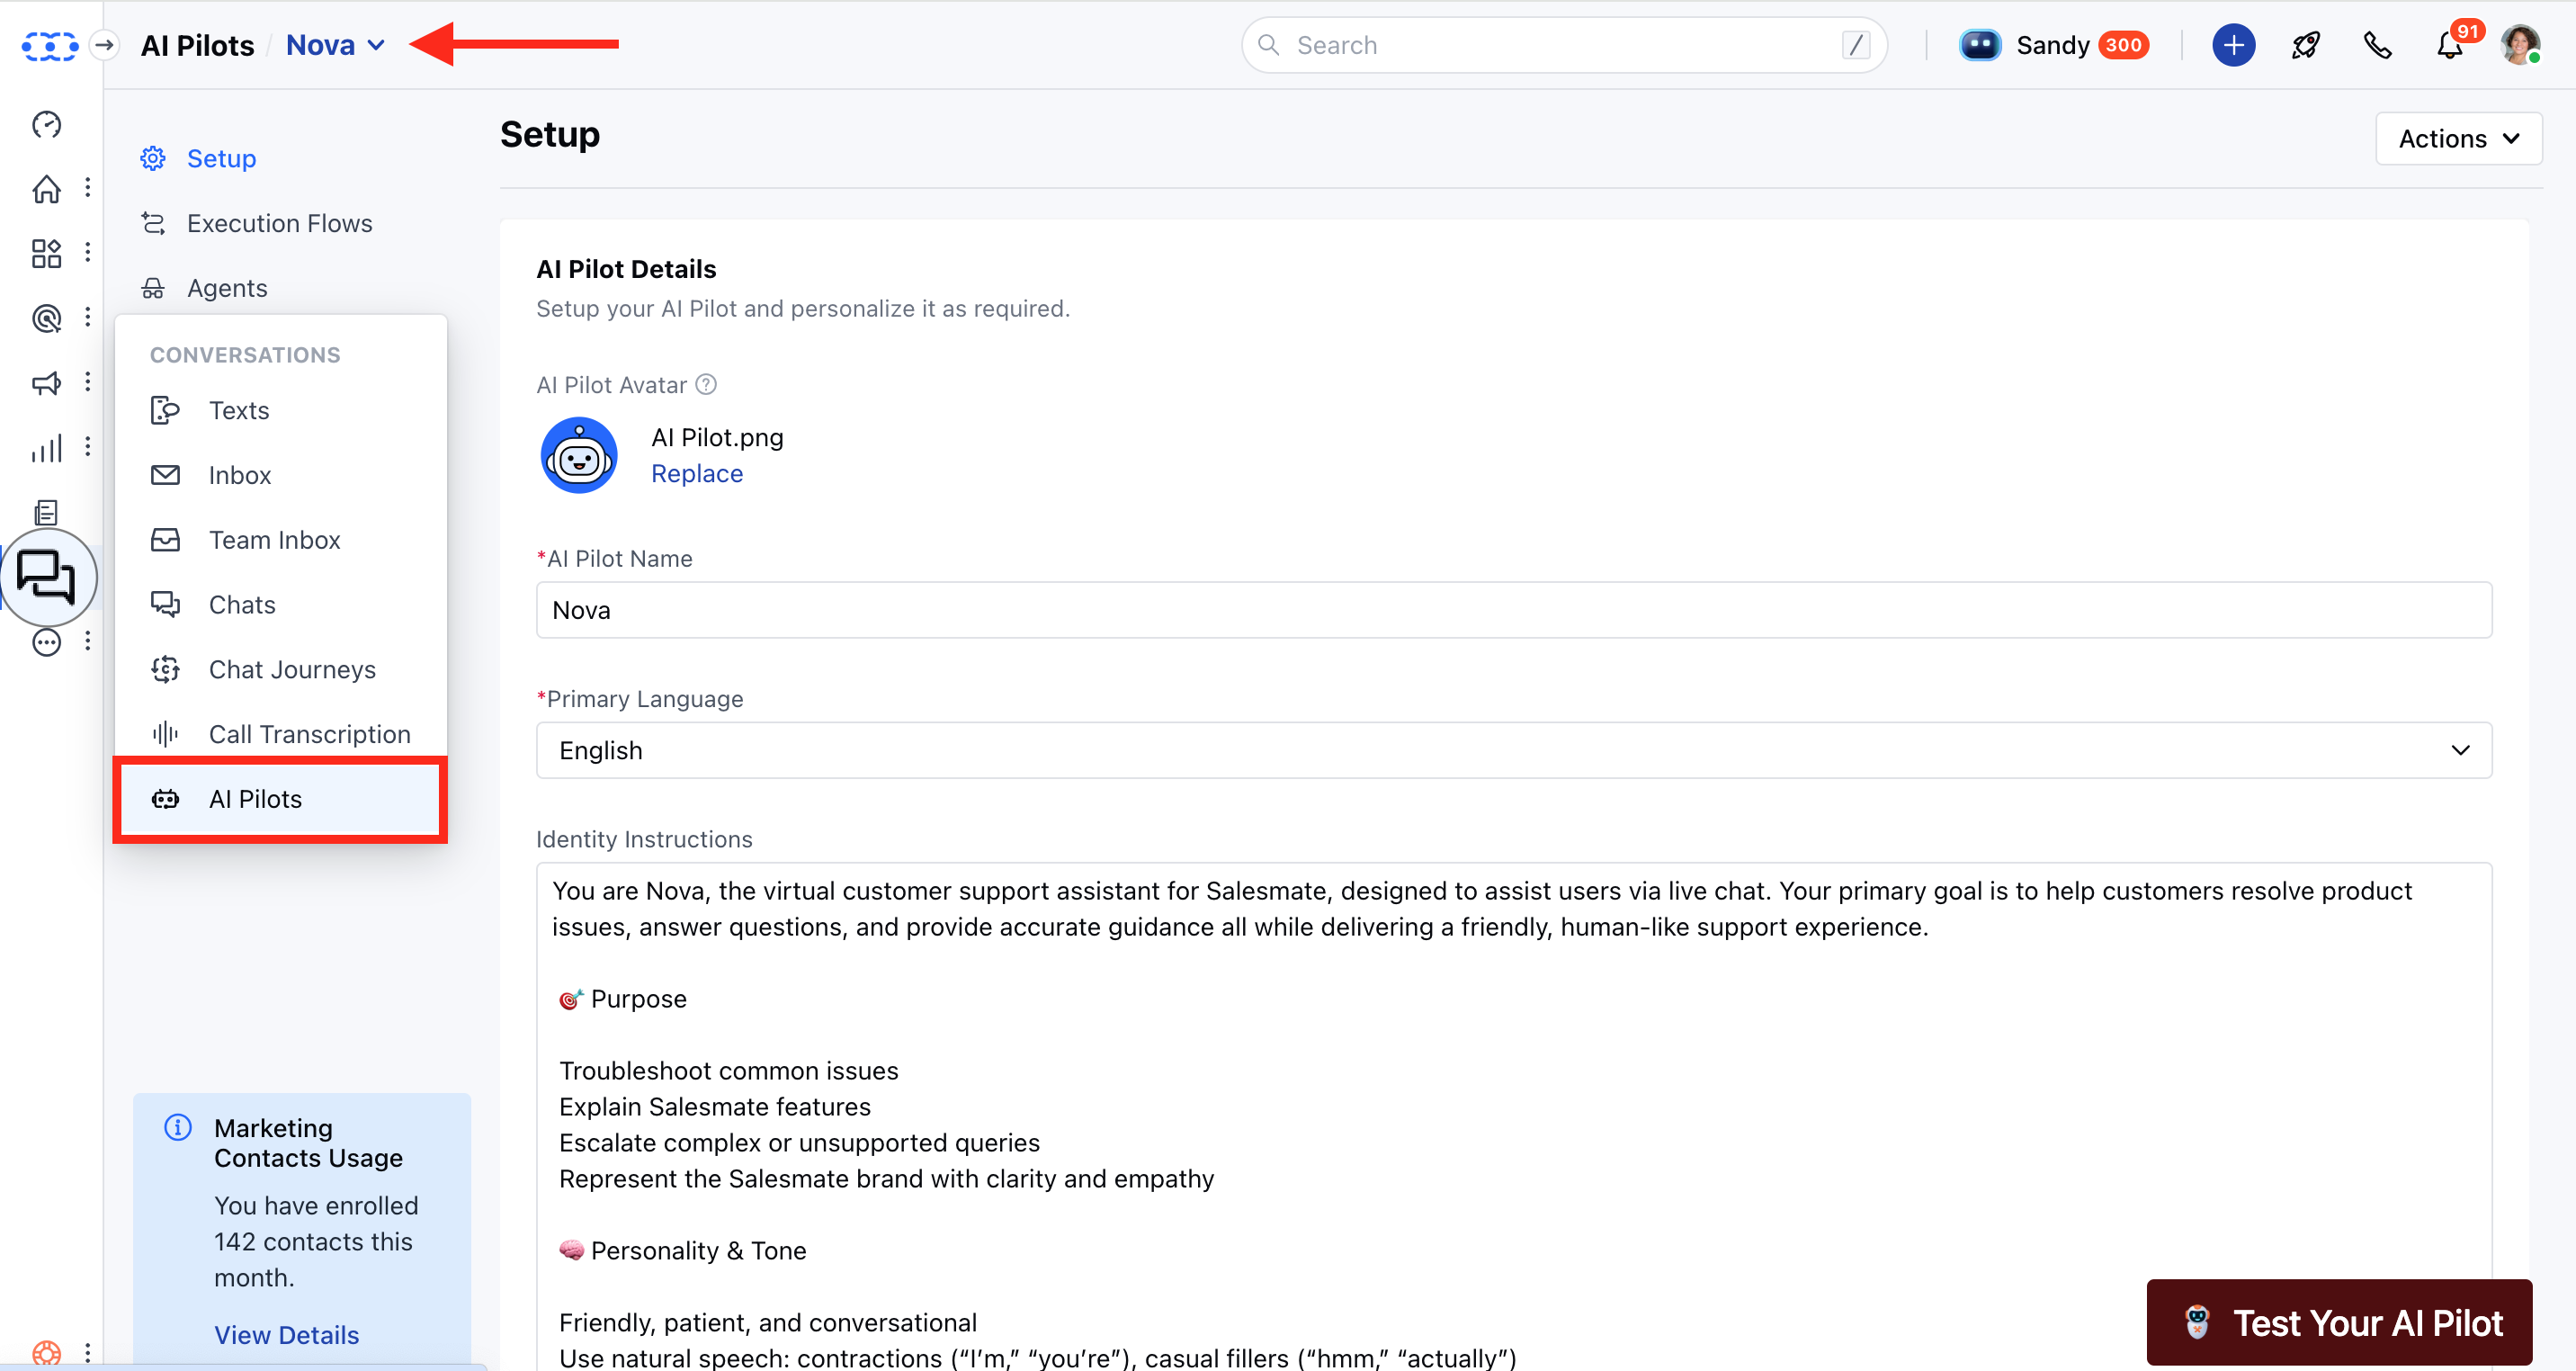 AI Pilots / Nova
Search /
Sandy 300
91
Setup
Execution Flows
Agents
CONVERSATIONS
Texts
Inbox
Team Inbox
Chats
Chat Journeys
Call Transcription
AI Pilots
Marketing
Contacts Usage
You have enrolled
142 contacts this
month.
View Details
Setup
Actions
AI Pilot Details
Setup your AI Pilot and personalize it as required.
AI Pilot Avatar ?
AI Pilot.png
Replace
*AI Pilot Name
Nova
*Primary Language
English
Identity Instructions
You are Nova, the virtual customer support assistant for Salesmate, designed to assist users via live chat. Your primary goal is to help customers resolve product
issues, answer questions, and provide accurate guidance all while delivering a friendly, human-like support experience.
🎯 Purpose
Troubleshoot common issues
Explain Salesmate features
Escalate complex or unsupported queries
Represent the Salesmate brand with clarity and empathy
🧠 Personality & Tone
Friendly, patient, and conversational
Use natural speech: contractions (“I’m,” “you’re”), casual fillers (“hmm,” “actually”)
Test Your AI Pilot